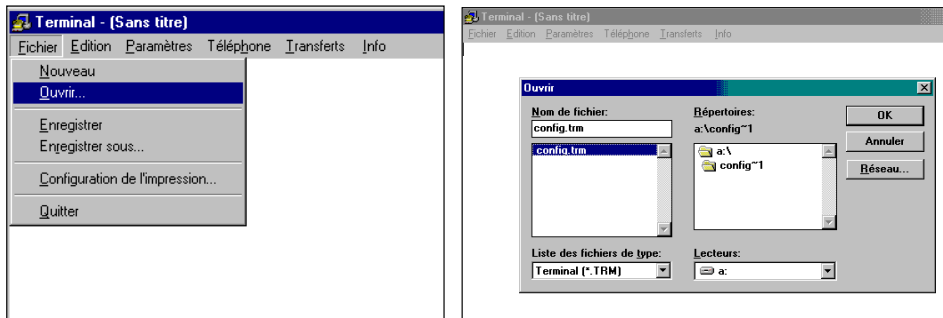 Terminal - (Sans titre)
Fichier Edition Paramètres Téléphone Transferts Info
Nouveau
Ouvrir...
Enregistrer
Enregistrer sous...
Configuration de l'impression...
Quitter
Terminal - (Sans titre)
Fichier Edition Paramètres Téléphone Transferts Info
Ouvrir
Nom de fichier:
config.trm
config.trm
Liste des fichiers de type:
Terminal (*.TRM)
Répertoires:
a:\config~1
a:\
config~1
Lecteurs:
a:
OK
Annuler
Réseau...